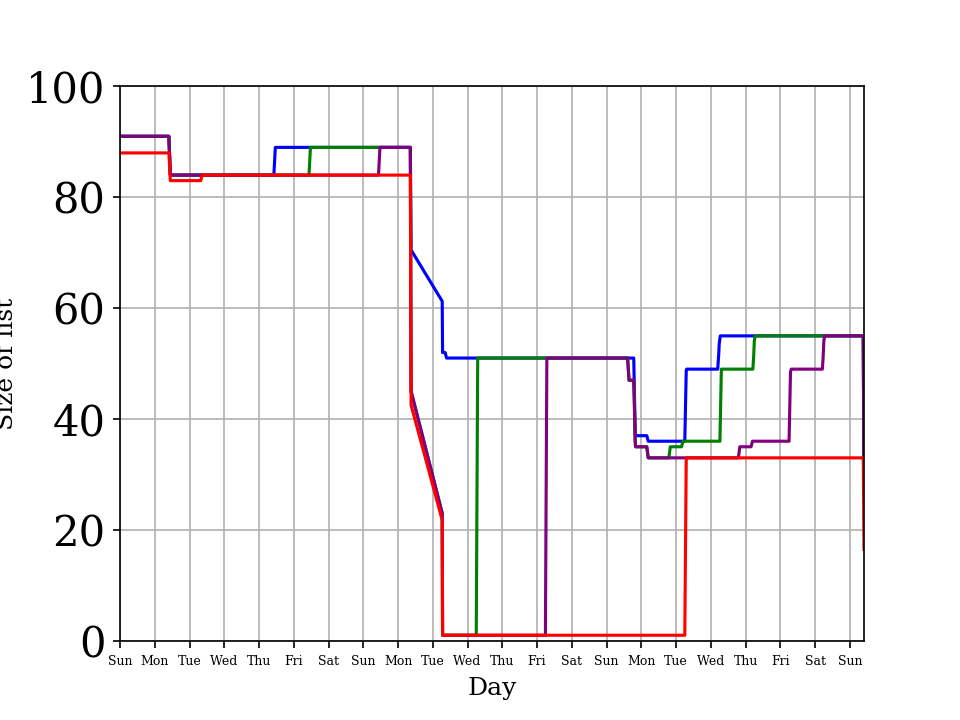 100
80
60
40
20
0
Size of list
Sun Mon Tue Wed Thu Fri Sat Sun Mon Tue Wed Thu Fri Sat Sun Mon Tue Wed Thu Fri Sat Sun
Day